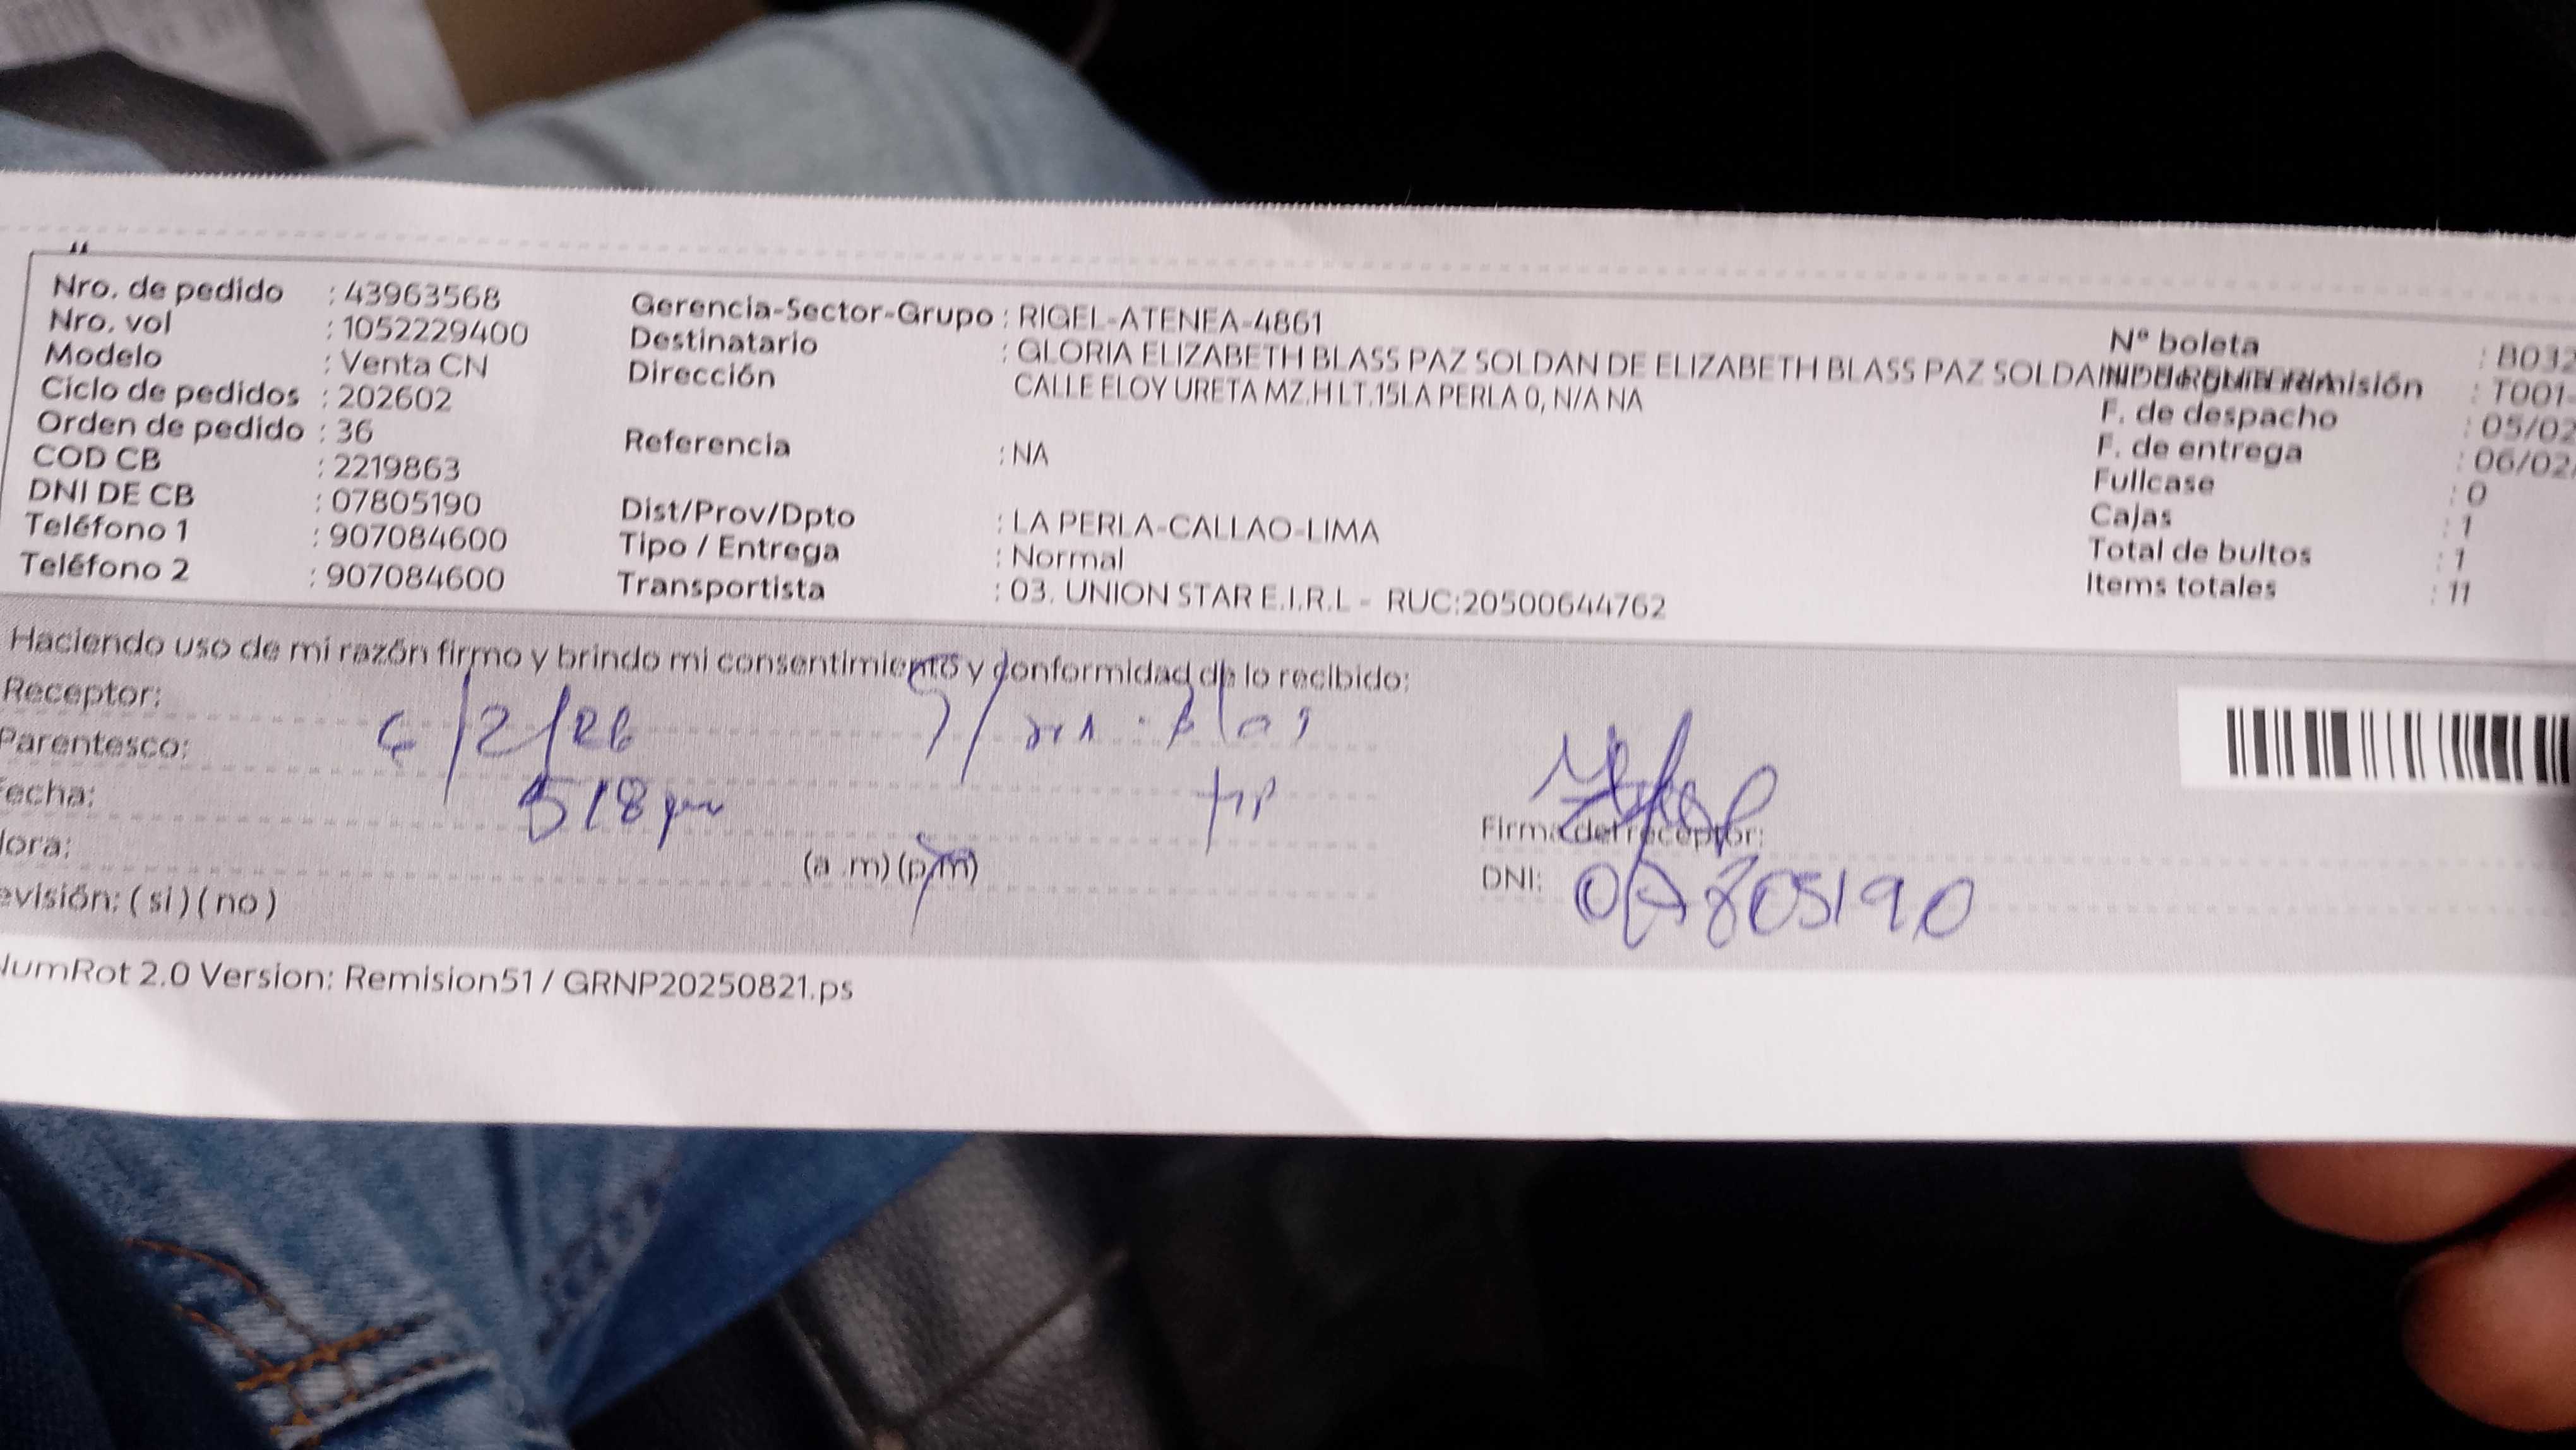 Nro. de pedido : 43963568
Nro. vol : 1052229400
Modelo : Venta CN
Ciclo de pedidos : 202602
Orden de pedido : 36
COD CB : 2219863
DNI DE CB : 07805190
Teléfono 1 : 907084600
Teléfono 2 : 907084600
Gerencia-Sector-Grupo : RIGEL-ATENEA-4861
Destinatario : GLORIA ELIZABETH BLASS PAZ SOLDAN DE ELIZABETH BLASS PAZ SOLDAN
Dirección CALLE ELOY URETA MZ.H LT.15LA PERLA 0, N/A NA
Referencia : NA
Dist/Prov/Dpto : LA PERLA-CALLAO-LIMA
Tipo / Entrega : Normal
Transportista : 03. UNION STAR E.I.R.L - RUC:20500644762
N° boleta : B032
remisión : T001-
F. de despacho : 05/02
F. de entrega : 06/02
Fullcase : 0
Cajas : 1
Total de bultos : 1
Items totales : 11
Haciendo uso de mi razón firmo y brindo mi consentimiento y conformidad de lo recibido:
Receptor:
Parentesco: 6/2/26
echa: 518 pm
ora: (a .m) (p.m)
evisión: ( si ) ( no )
Firma del receptor:
DNI: 07805190
NumRot 2.0 Version: Remision51 / GRNP20250821.ps